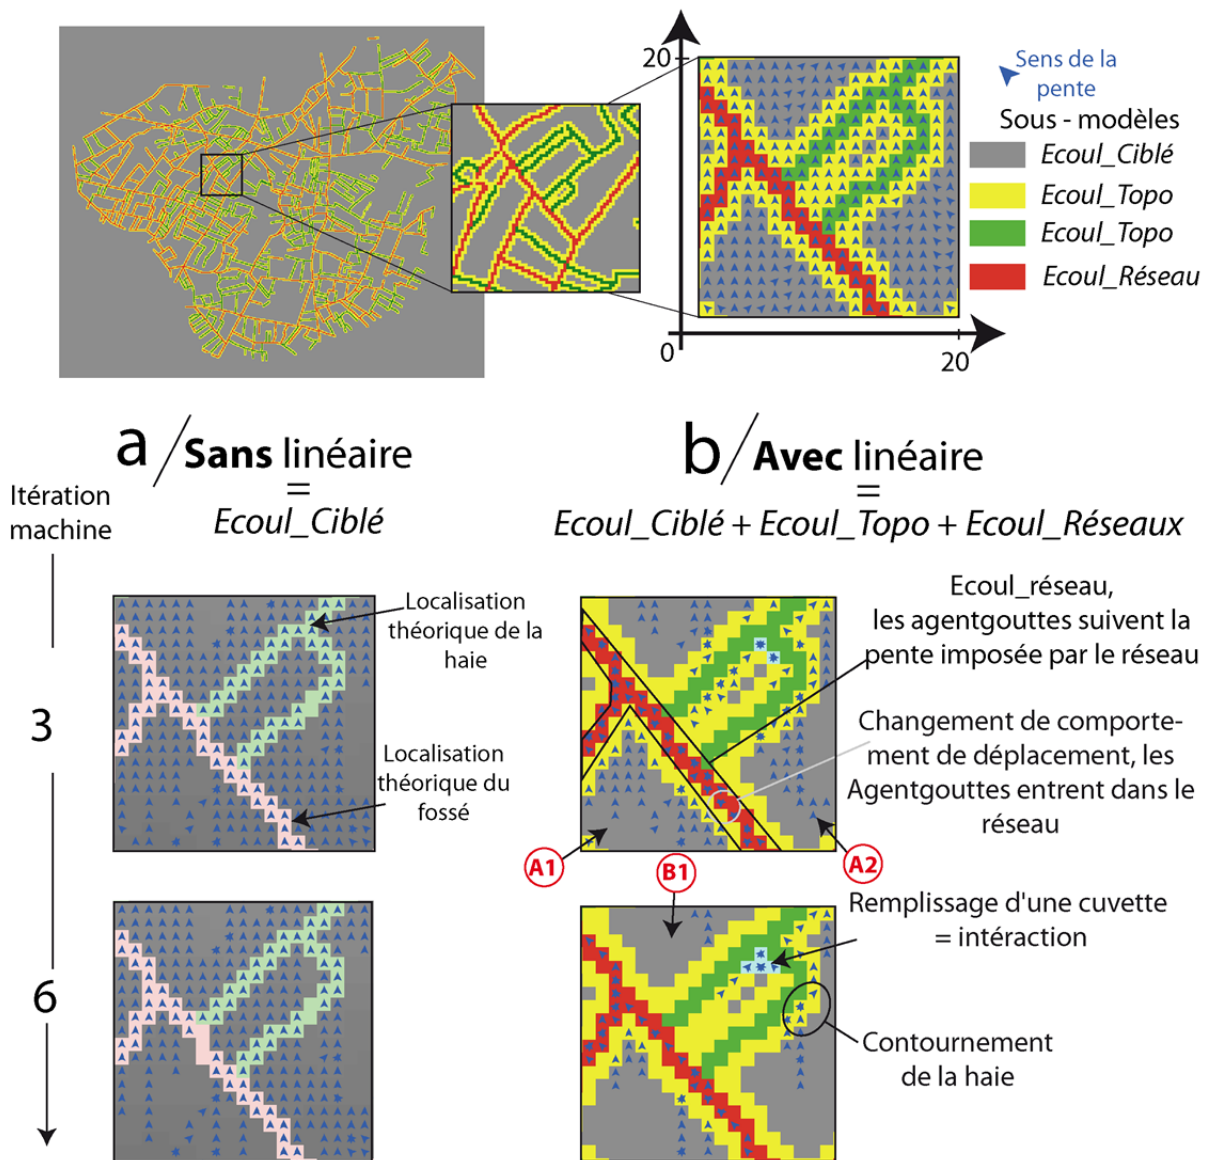 20
Sens de la
pente
Sous - modèles
Ecoul_Ciblé
Ecoul_Topo
Ecoul_Topo
Ecoul_Réseau
0
20
a/Sans linéaire
=
Ecoul_Ciblé
b/Avec linéaire
=
Ecoul_Ciblé + Ecoul_Topo + Ecoul_Réseaux
Itération
machine
3
Localisation
théorique de la
haie
Localisation
théorique du
fossé
Ecoul_réseau,
les agentgouttes suivent la
pente imposée par le réseau
Changement de comporte-
ment de déplacement, les
Agentgouttes entrent dans le
réseau
A1
B1
A2
6
Remplissage d'une cuvette
= intéraction
Contournement
de la haie